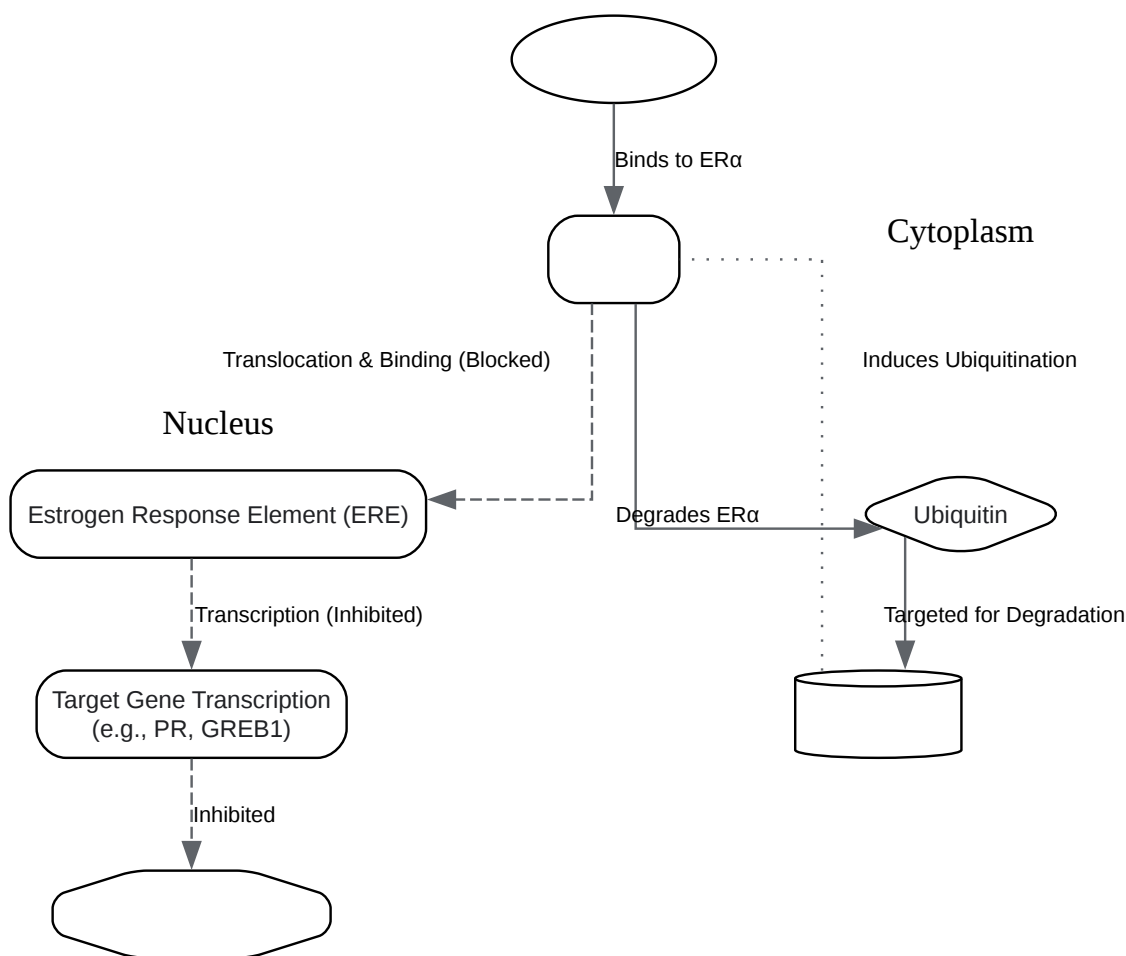 Binds to ERα
Cytoplasm
Translocation & Binding (Blocked)
Induces Ubiquitination
Nucleus
Estrogen Response Element (ERE)
Degrades ERα
Ubiquitin
Transcription (Inhibited)
Targeted for Degradation
Target Gene Transcription
(e.g., PR, GREB1)
Inhibited